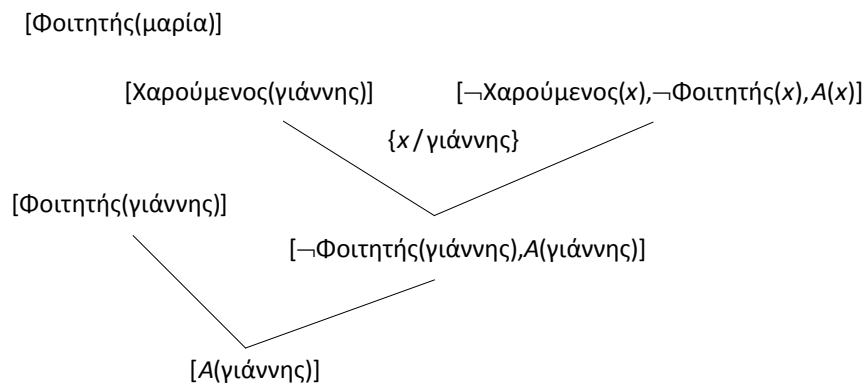 [Φοιτητής(μαρία)]
[Χαρούμενος(γιάννης)] [¬Χαρούμενος(x),¬Φοιτητής(x),A(x)]
{x/γιάννης}
[Φοιτητής(γιάννης)]
[¬Φοιτητής(γιάννης),A(γιάννης)]
[A(γιάννης)]